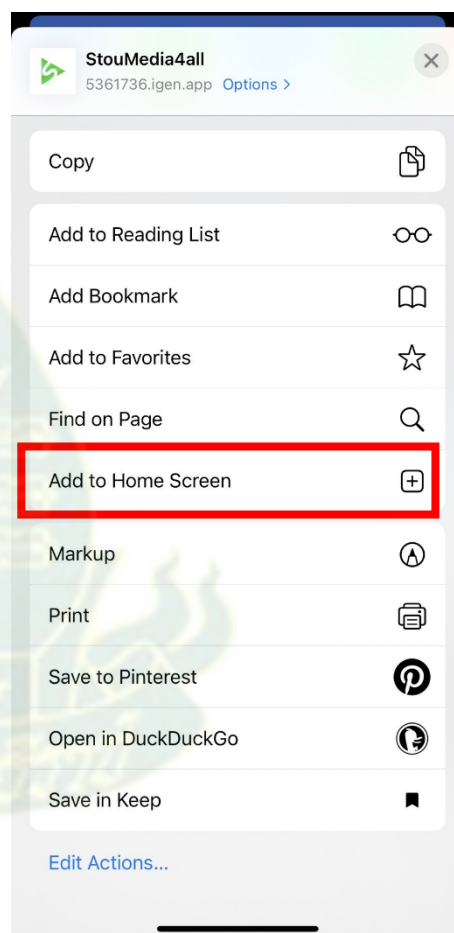 StouMedia4all
5361736.igen.app Options >
Copy
Add to Reading List
Add Bookmark
Add to Favorites
Find on Page
Add to Home Screen
Markup
Print
Save to Pinterest
Open in DuckDuckGo
Save in Keep
Edit Actions...